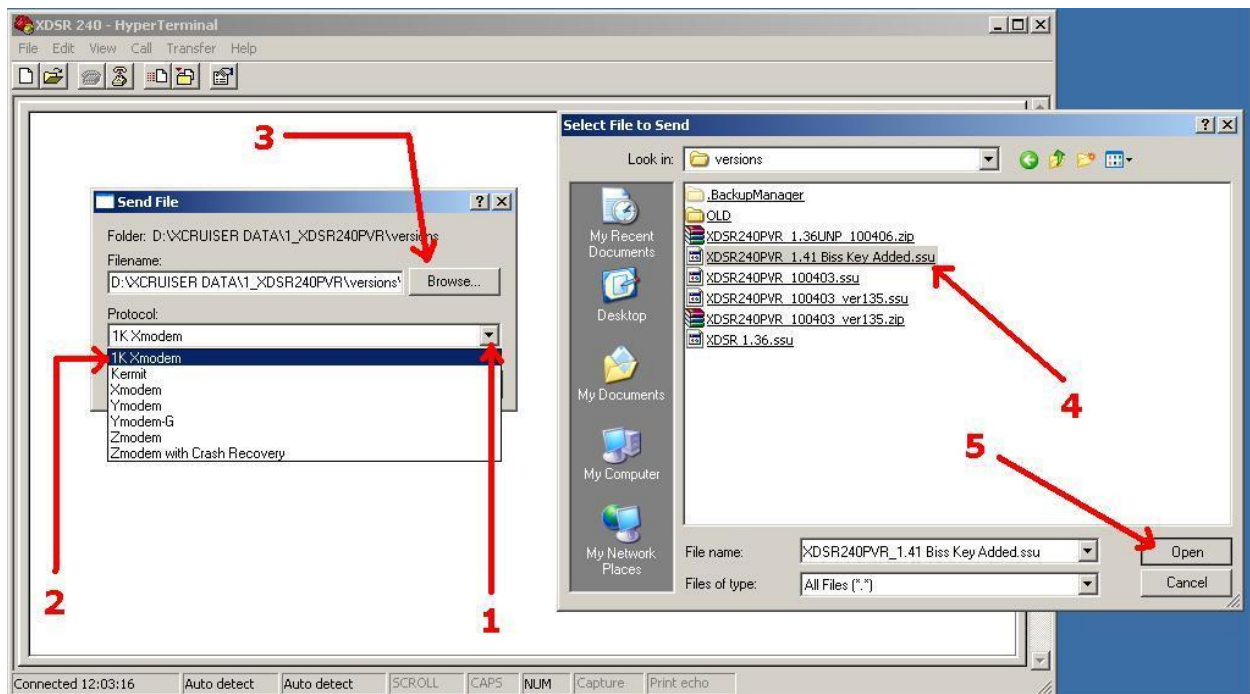 XDSR 240 - HyperTerminal
File Edit View Call Transfer Help
3
Send File
Folder: D:\XCRUISER DATA\1_XDSR240PVR\versions
Filename:
D:\XCRUISER DATA\1_XDSR240PVR\versions\
Browse...
Protocol:
1K Xmodem
1K Xmodem
Kermit
Xmodem
Ymodem
Ymodem-G
Zmodem
Zmodem with Crash Recovery
2
1
Select File to Send
Look in: versions
My Recent Documents
Desktop
My Documents
My Computer
My Network Places
.BackupManager
OLD
XDSR240PVR_1.36UNP_100406.zip
XDSR240PVR_1.41 Biss Key Added.ssu
XDSR240PVR_100403.ssu
XDSR240PVR_100403_ver135.ssu
XDSR240PVR_100403_ver135.zip
XDSR 1.36.ssu
4
5
File name: XDSR240PVR_1.41 Biss Key Added.ssu
Open
Files of type: All Files (*.*)
Cancel
Connected 12:03:16 Auto detect Auto detect SCROLL CAPS NUM Capture Print echo